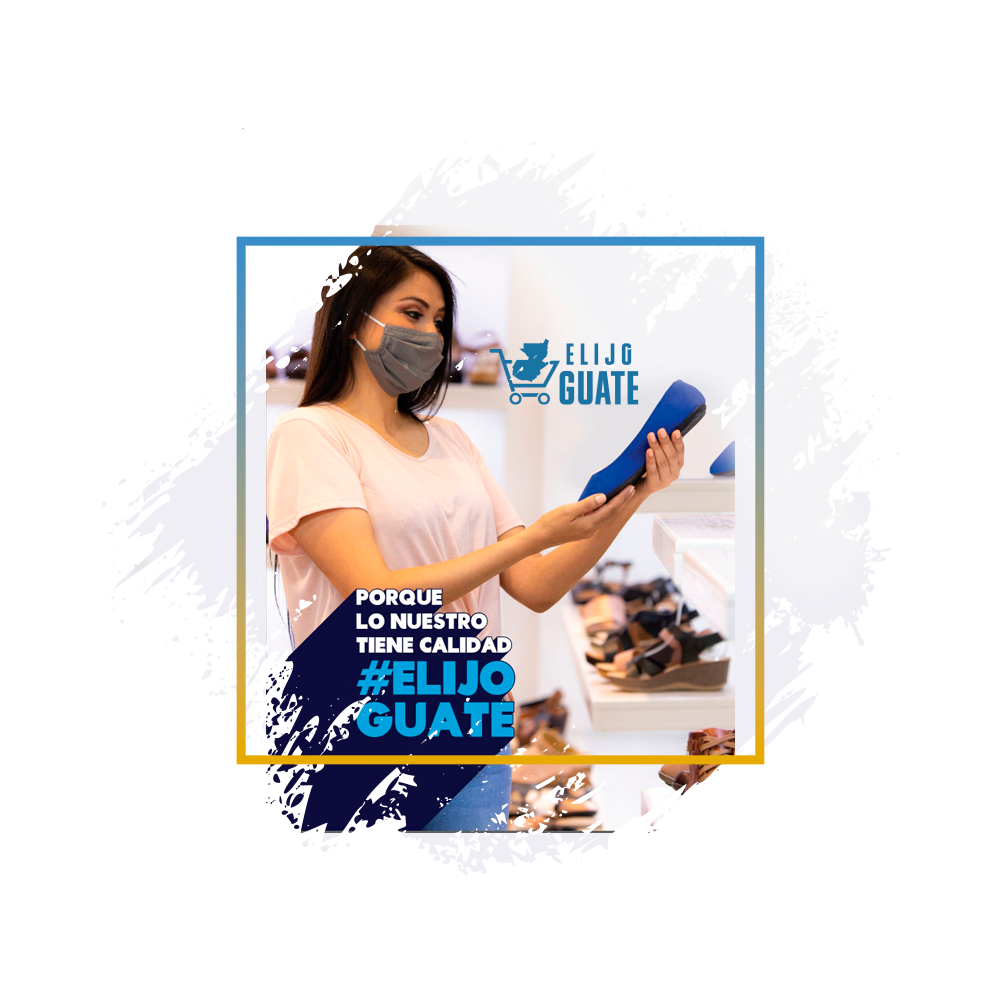 ELIJO
GUATE
PORQUE
LO NUESTRO
TIENE CALIDAD
#ELIJO
GUATE